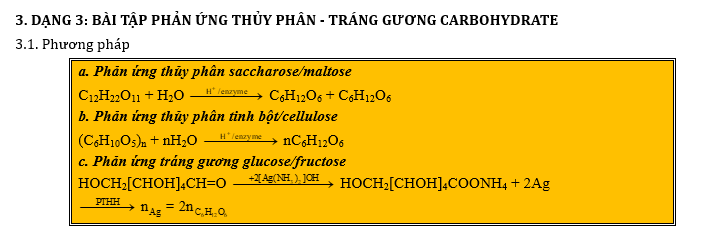 3. DẠNG 3: BÀI TẬP PHẢN ỨNG THỦY PHÂN - TRÁNG GƯƠNG CARBOHYDRATE
3.1. Phương pháp
a. Phản ứng thủy phân saccharose/maltose
C₁₂H₂₂O₁₁ + H₂O —H⁺/enzyme→ C₆H₁₂O₆ + C₆H₁₂O₆
b. Phản ứng thủy phân tinh bột/cellulose
(C₆H₁₀O₅)ₙ + nH₂O —H⁺/enzyme→ nC₆H₁₂O₆
c. Phản ứng tráng gương glucose/fructose
HOCH₂[CHOH]₄CH=O —+2[Ag(NH₃)₂]OH→ HOCH₂[CHOH]₄COONH₄ + 2Ag
—PTHH→ n_Ag = 2n_C₆H₁₂O₆